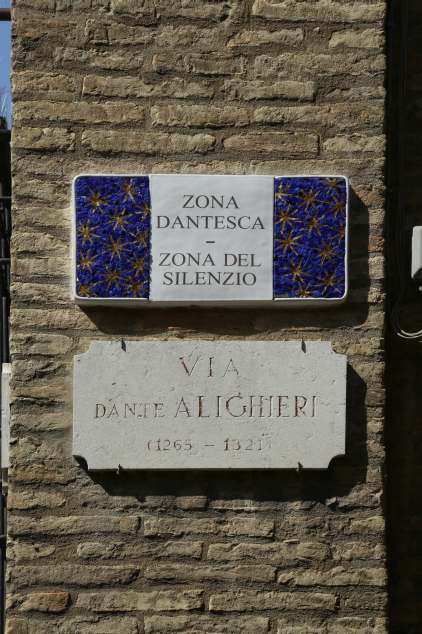 ZONA
DANTESCA
–
ZONA DEL
SILENZIO
VIA
DANTE ALIGHIERI
(1265 – 1321)